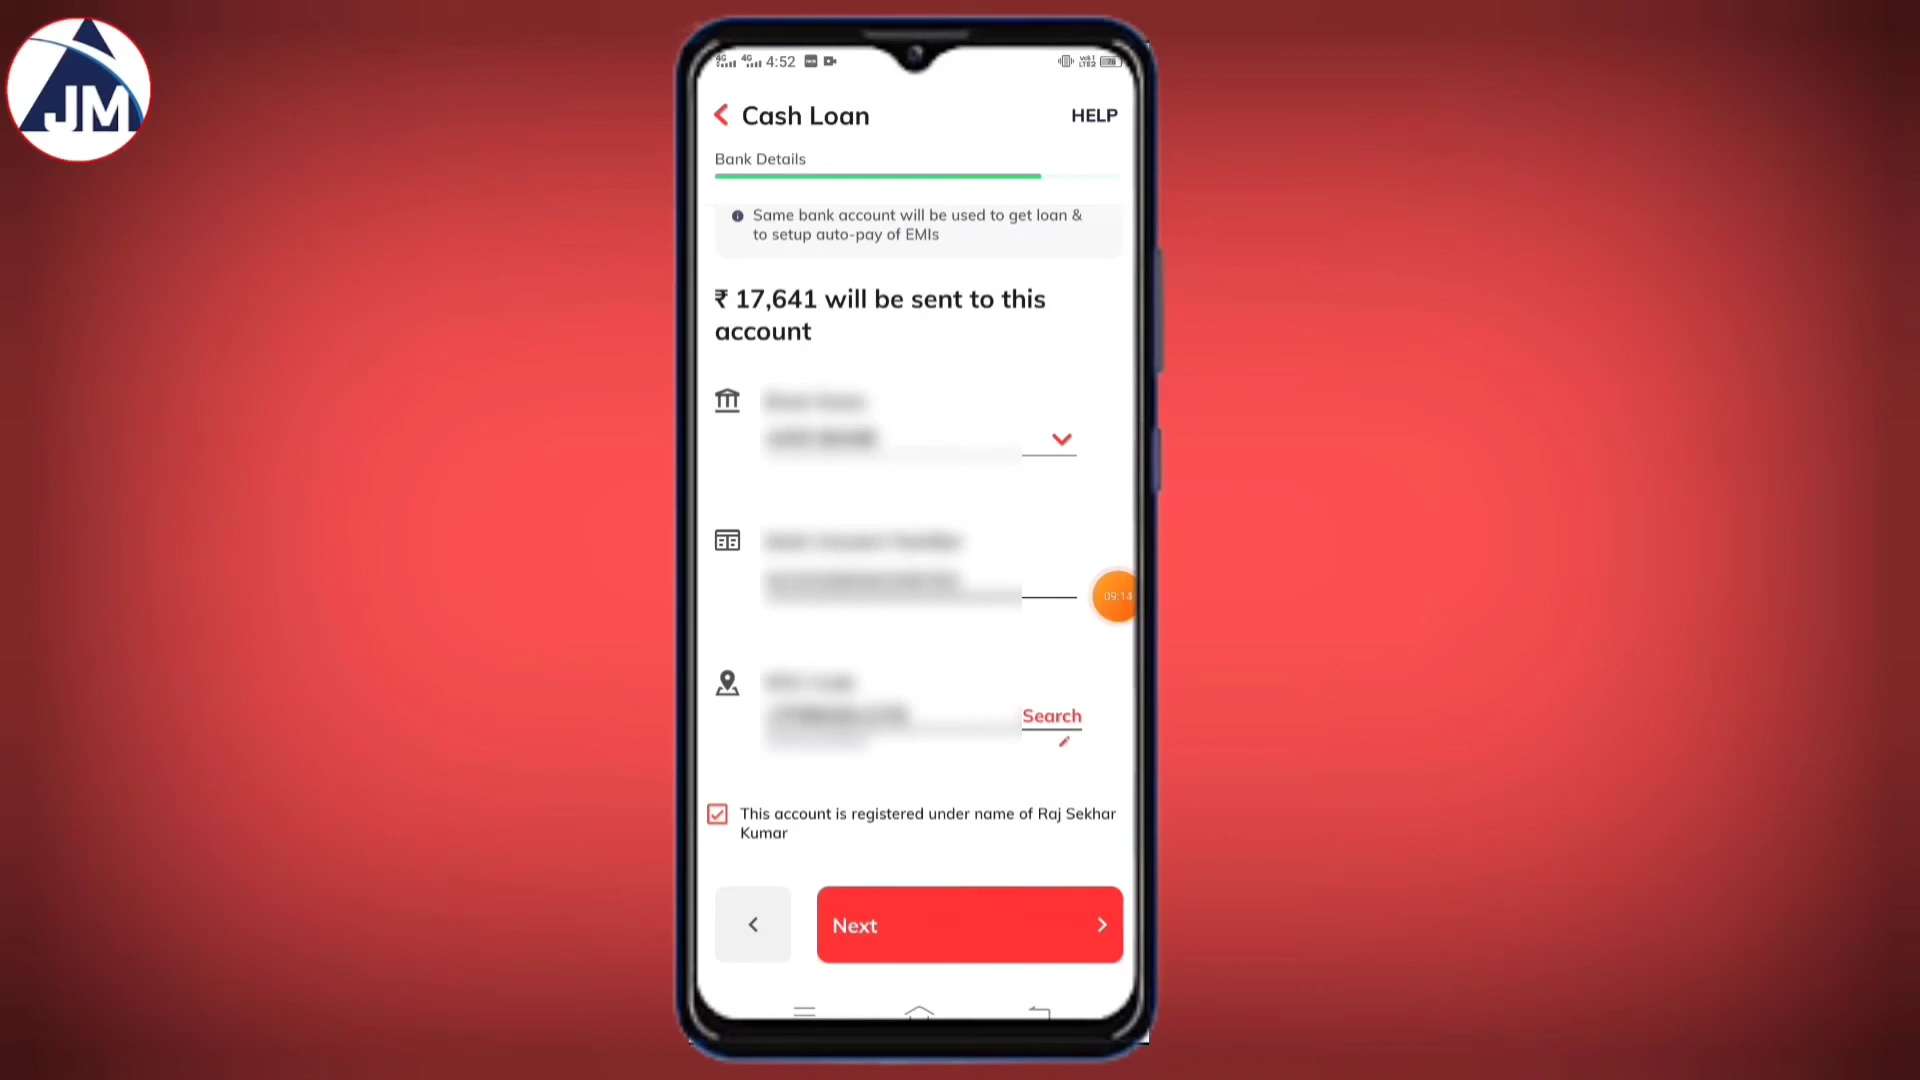 JM
4:52
Cash Loan
HELP
Bank Details
Same bank account will be used to get loan &
to setup auto-pay of EMIs
₹ 17,641 will be sent to this
account
09:14
Search
This account is registered under name of Raj Sekhar
Kumar
Next